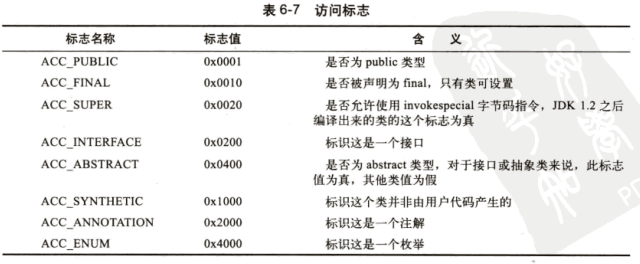 表 6-7 访问标志
标志名称 标志值 含 义
ACC_PUBLIC 0x0001 是否为 public 类型
ACC_FINAL 0x0010 是否被声明为 final，只有类可设置
ACC_SUPER 0x0020 是否允许使用 invokespecial 字节码指令，JDK 1.2 之后
编译出来的类的这个标志为真
ACC_INTERFACE 0x0200 标识这是一个接口
ACC_ABSTRACT 0x0400 是否为 abstract 类型，对于接口或抽象类来说，此标志
值为真，其他类值为假
ACC_SYNTHETIC 0x1000 标识这个类并非由用户代码产生的
ACC_ANNOTATION 0x2000 标识这是一个注解
ACC_ENUM 0x4000 标识这是一个枚举